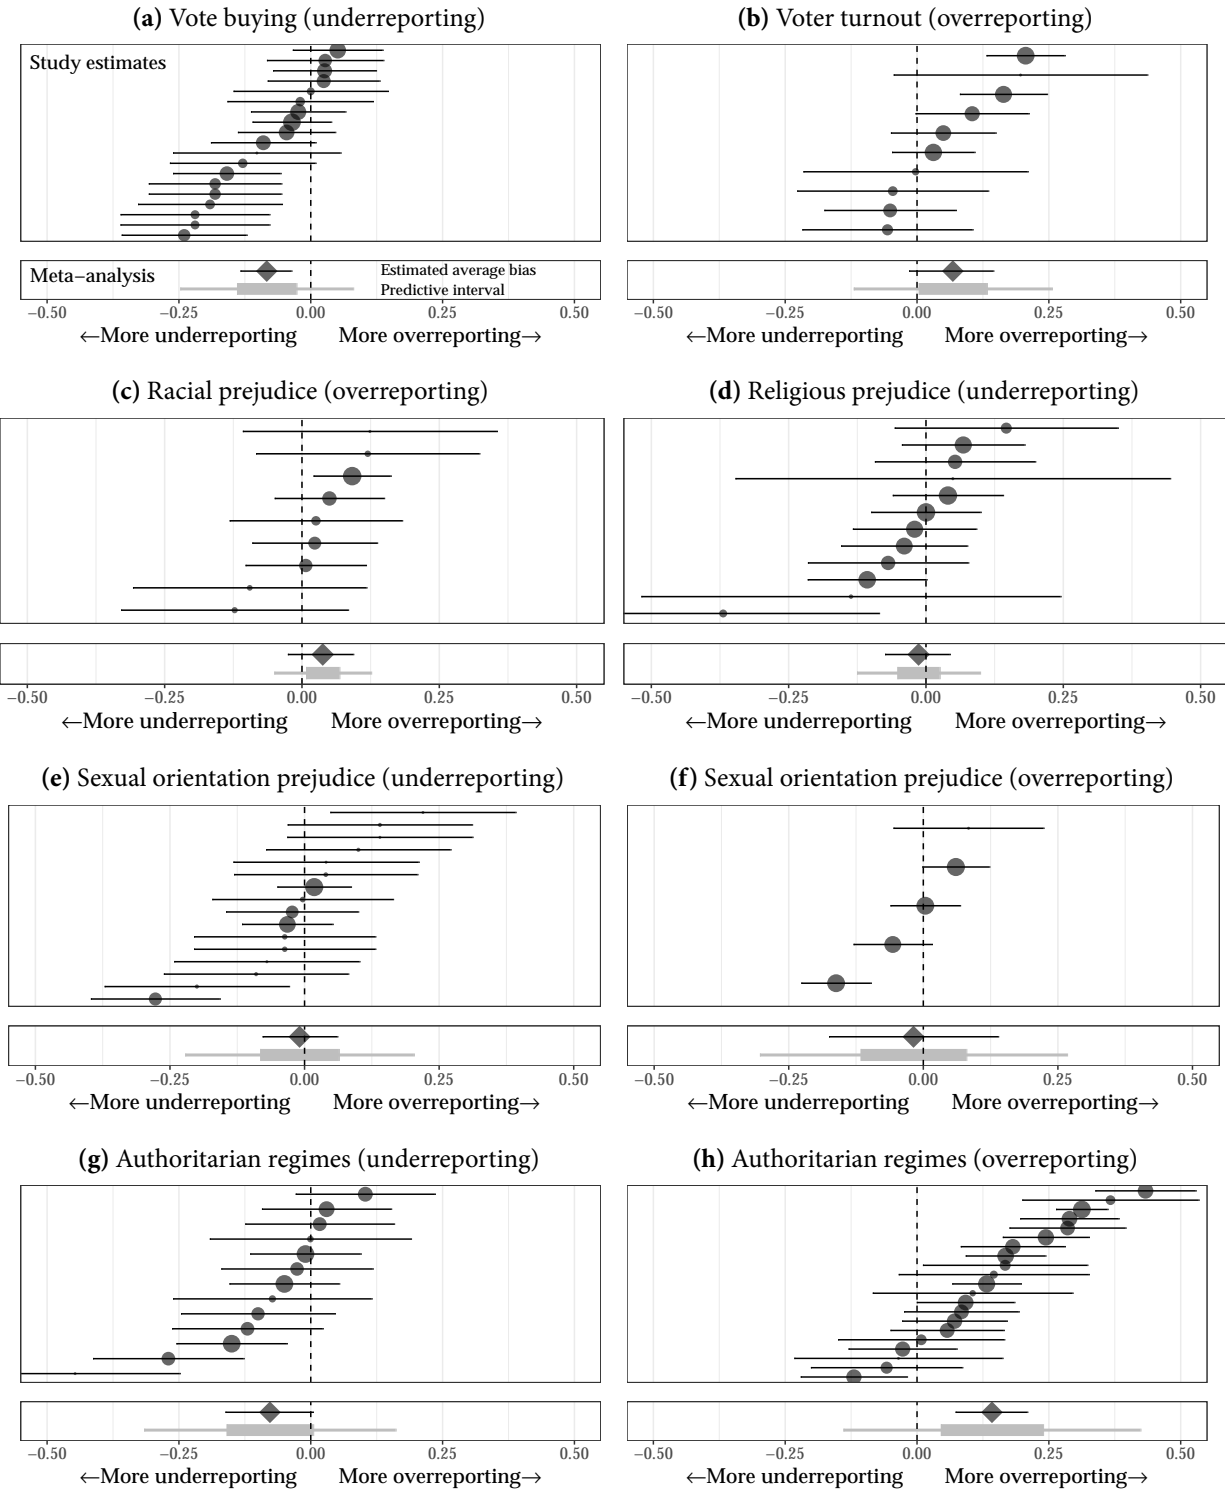 (a) Vote buying (underreporting)
Study estimates
Meta−analysis
Estimated average bias
Predictive interval
−0.50 −0.25 0.00 0.25 0.50
←More underreporting More overreporting→
(b) Voter turnout (overreporting)
−0.50 −0.25 0.00 0.25 0.50
←More underreporting More overreporting→
(c) Racial prejudice (overreporting)
−0.50 −0.25 0.00 0.25 0.50
←More underreporting More overreporting→
(d) Religious prejudice (underreporting)
−0.50 −0.25 0.00 0.25 0.50
←More underreporting More overreporting→
(e) Sexual orientation prejudice (underreporting)
−0.50 −0.25 0.00 0.25 0.50
←More underreporting More overreporting→
(f) Sexual orientation prejudice (overreporting)
−0.50 −0.25 0.00 0.25 0.50
←More underreporting More overreporting→
(g) Authoritarian regimes (underreporting)
−0.50 −0.25 0.00 0.25 0.50
←More underreporting More overreporting→
(h) Authoritarian regimes (overreporting)
−0.50 −0.25 0.00 0.25 0.50
←More underreporting More overreporting→